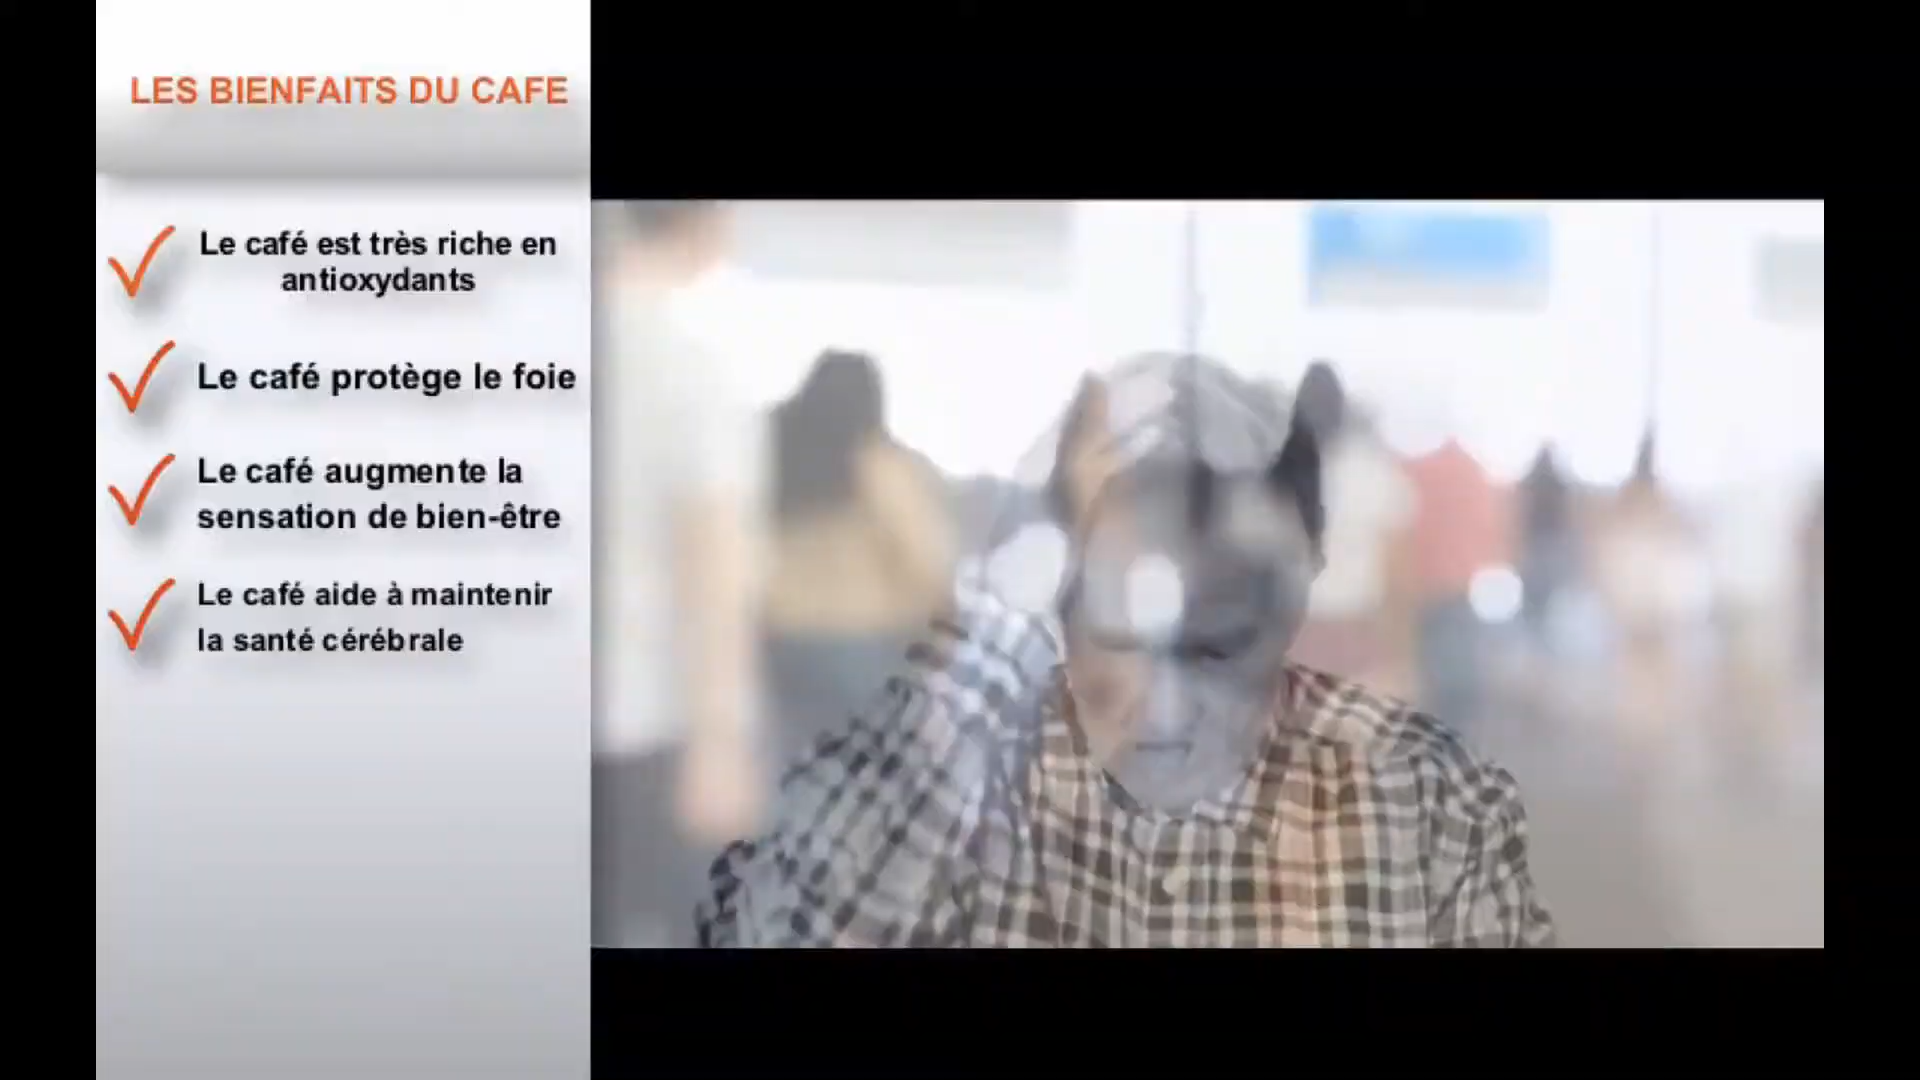 LES BIENFAITS DU CAFE
Le café est très riche en
antioxydants
Le café protège le foie
Le café augmente la
sensation de bien-être
Le café aide à maintenir
la santé cérébrale